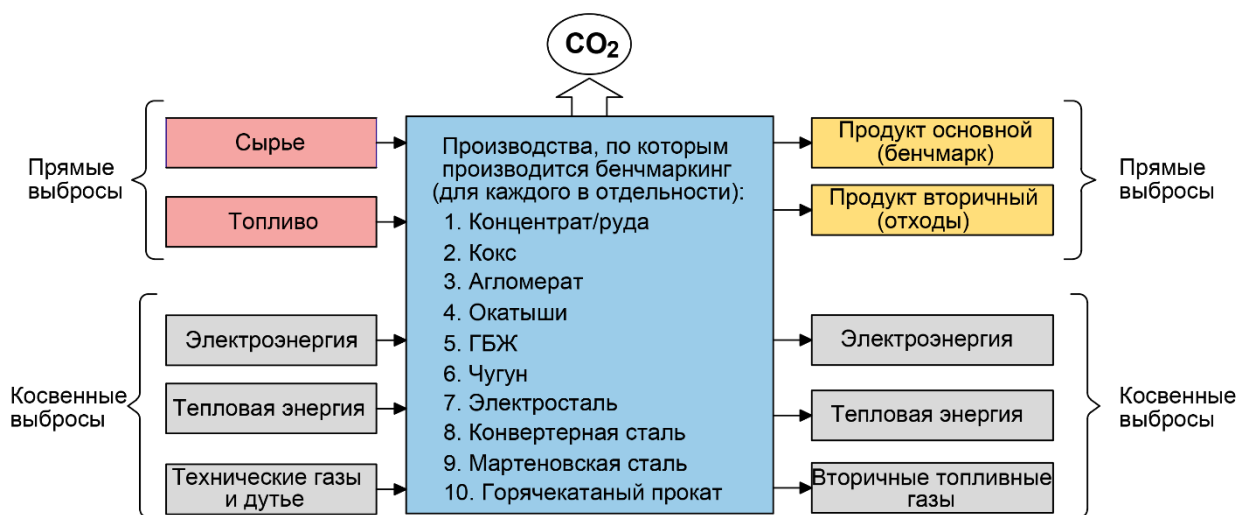 CO2
Прямые
выбросы
Сырье
Топливо
Косвенные
выбросы
Электроэнергия
Тепловая энергия
Технические газы
и дутье
Производства, по которым
производится бенчмаркинг
(для каждого в отдельности):
1. Концентрат/руда
2. Кокс
3. Агломерат
4. Окатыши
5. ГБЖ
6. Чугун
7. Электросталь
8. Конвертерная сталь
9. Мартеновская сталь
10. Горячекатаный прокат
Продукт основной
(бенчмарк)
Продукт вторичный
(отходы)
Прямые
выбросы
Электроэнергия
Тепловая энергия
Вторичные топливные
газы
Косвенные
выбросы